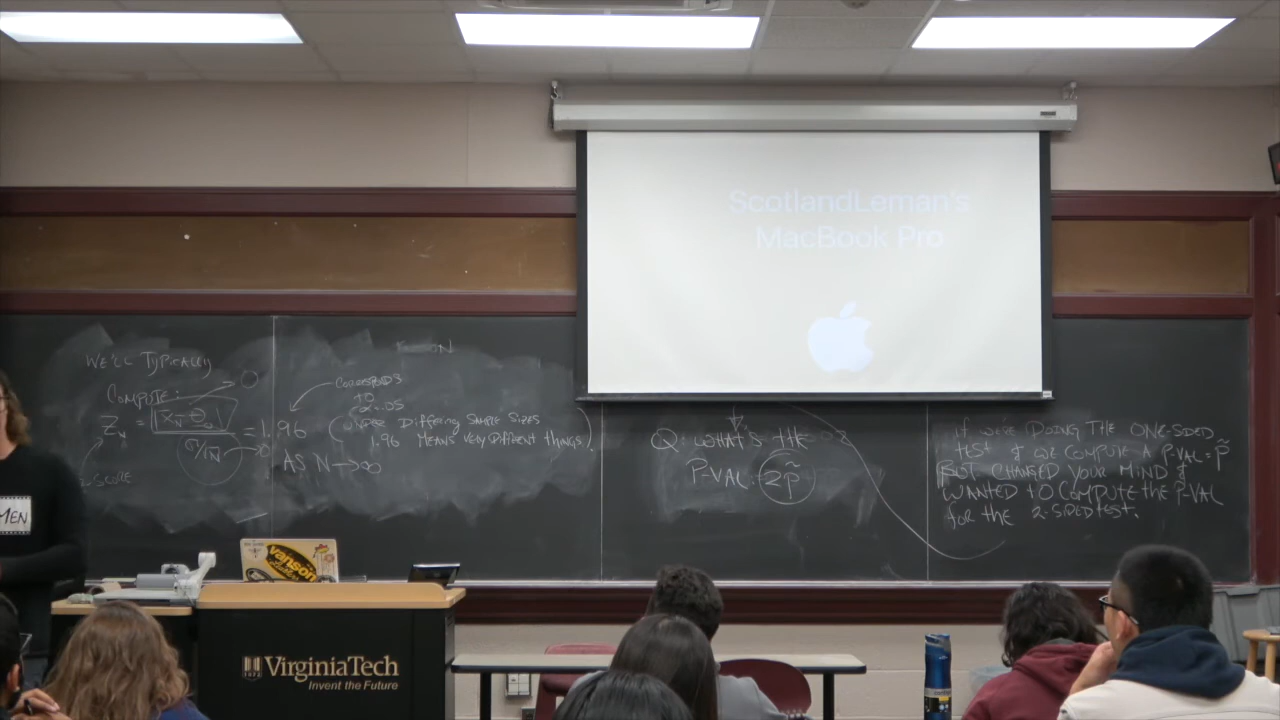 ScotlandLeman's
MacBook Pro
WE'LL TYPICALLY
COMPUTE:
= 1.96
CORRESPONDS
TO
AS N→∞
(UNDER DIFFERING SAMPLE SIZES
1.96 MEANS VERY DIFFERENT THINGS)
Q: WHAT'S THE
P-VAL = 2p̃
IF WE'RE DOING THE ONE-SIDED
TEST & WE COMPUTE A P-VAL = p̃
BUT CHANGED YOUR MIND &
WANTED TO COMPUTE THE P-VAL
FOR THE 2-SIDED TEST.
MEN
vanson
VirginiaTech
Invent the Future